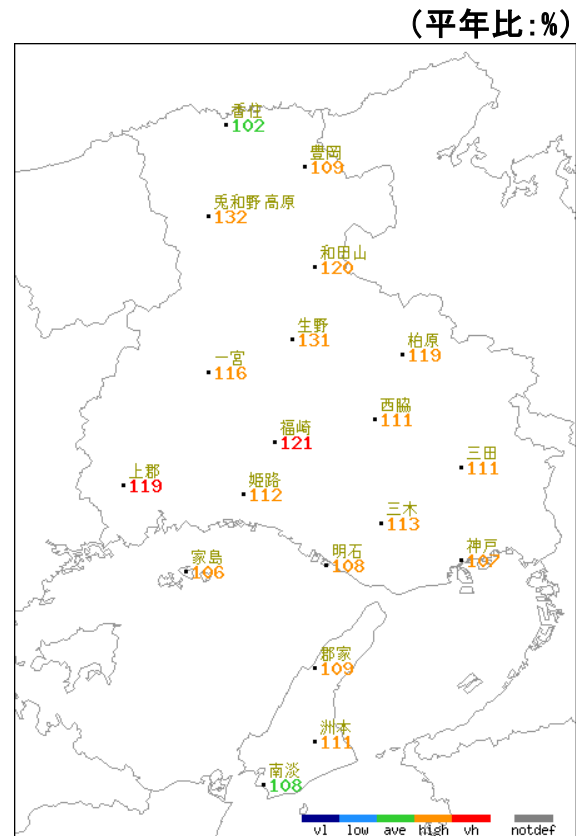 (平年比:%)
香住
102
豊岡
109
兎和野高原
132
和田山
120
生野
131
柏原
119
一宮
116
西脇
111
福崎
121
三田
111
上郡
119
姫路
112
三木
113
明石
108
神戸
107
家島
106
郡家
109
洲本
111
南淡
108
vl low ave high vh notdef